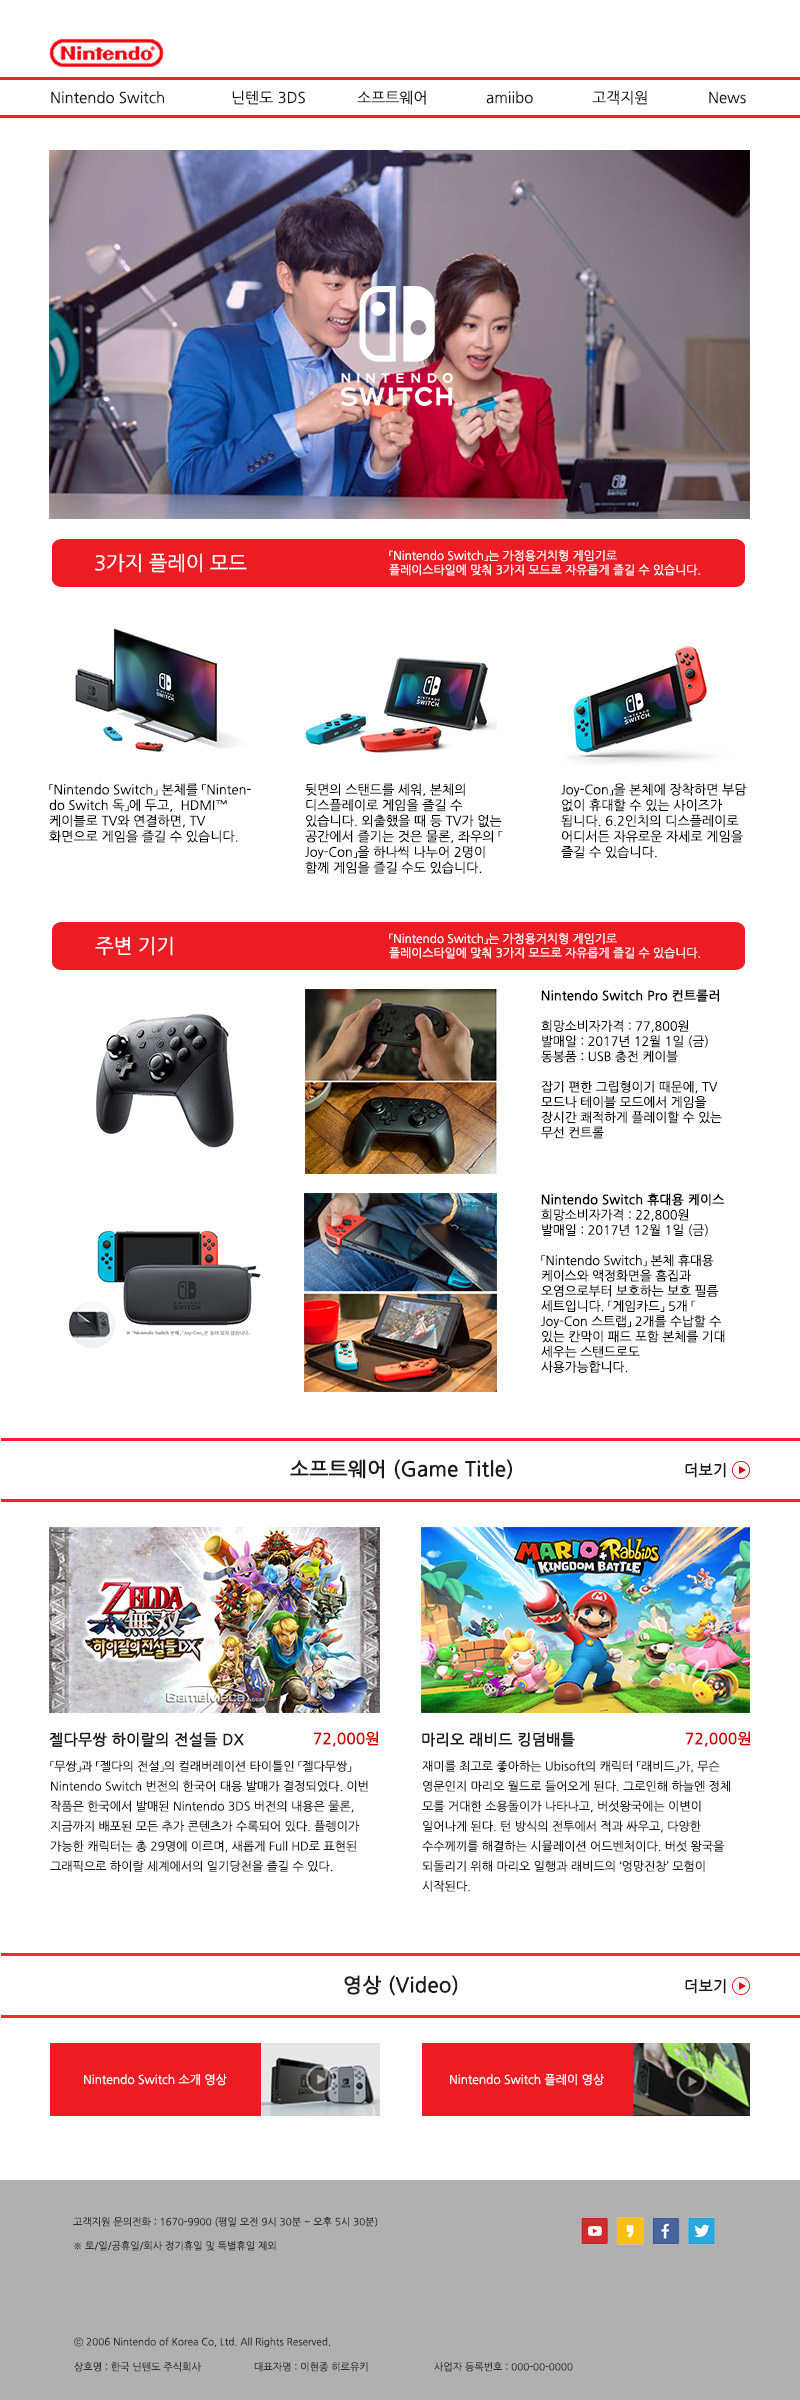 Nintendo
Nintendo Switch
닌텐도 3DS
소프트웨어
amiibo
고객지원
News
NINTENDO
SWITCH
3가지 플레이 모드
「Nintendo Switch」는 가정용거치형 게임기로
플레이스타일에 맞춰 3가지 모드로 자유롭게 즐길 수 있습니다.
「Nintendo Switch」 본체를 「Ninten-
do Switch 독」에 두고,  HDMI™
케이블로 TV와 연결하면, TV
화면으로 게임을 즐길 수 있습니다.
뒷면의 스탠드를 세워, 본체의
디스플레이로 게임을 즐길 수
있습니다. 외출했을 때 등 TV가 없는
공간에서 즐기는 것은 물론, 좌우의 「
Joy-Con」을 하나씩 나누어 2명이
함께 게임을 즐길 수도 있습니다.
Joy-Con」을 본체에 장착하면 부담
없이 휴대할 수 있는 사이즈가
됩니다. 6.2인치의 디스플레이로
어디서든 자유로운 자세로 게임을
즐길 수 있습니다.
주변 기기
「Nintendo Switch」는 가정용거치형 게임기로
플레이스타일에 맞춰 3가지 모드로 자유롭게 즐길 수 있습니다.
Nintendo Switch Pro 컨트롤러
희망소비자가격 : 77,800원
발매일 : 2017년 12월 1일 (금)
동봉품 : USB 충전 케이블
잡기 편한 그립형이기 때문에, TV
모드나 테이블 모드에서 게임을
장시간 쾌적하게 플레이할 수 있는
무선 컨트롤
※「Nintendo Switch 본체」, 「Joy-Con」은 들어 있지 않습니다.
Nintendo Switch 휴대용 케이스
희망소비자가격 : 22,800원
발매일 : 2017년 12월 1일 (금)
「Nintendo Switch」 본체 휴대용
케이스와 액정화면을 흠집과
오염으로부터 보호하는 보호 필름
세트입니다. 「게임카드」 5개 「
Joy-Con 스트랩」 2개를 수납할 수
있는 칸막이 패드 포함 본체를 기대
세우는 스탠드로도
사용가능합니다.
소프트웨어 (Game Title)
더보기
ZELDA
無双
하이랄의 전설들 DX
GameMeca.com
MARIO + Rabbids
KINGDOM BATTLE
젤다무쌍 하이랄의 전설들 DX
72,000원
「무쌍」과 「젤다의 전설」의 컬래버레이션 타이틀인 「젤다무쌍」
Nintendo Switch 번전의 한국어 대응 발매가 결정되었다. 이번
작품은 한국에서 발매된 Nintendo 3DS 버전의 내용은 물론,
지금까지 배포된 모든 추가 콘텐츠가 수록되어 있다. 플렝이가
가능한 캐릭터는 총 29명에 이르며, 새롭게 Full HD로 표현된
그래픽으로 하이랄 세계에서의 일기당천을 즐길 수 있다.
마리오 래비드 킹덤배틀
72,000원
재미를 최고로 좋아하는 Ubisoft의 캐릭터 「래비드」가, 무슨
영문인지 마리오 월드로 들어오게 된다. 그로인해 하늘엔 정체
모를 거대한 소용돌이가 나타나고, 버섯왕국에는 이변이
일어나게 된다. 턴 방식의 전투에서 적과 싸우고, 다양한
수수께끼를 해결하는 시뮬레이션 어드벤처이다. 버섯 왕국을
되돌리기 위해 마리오 일행과 래비드의 ‘엉망진창’ 모험이
시작된다.
영상 (Video)
더보기
Nintendo Switch 소개 영상
Nintendo Switch 플레이 영상
고객지원 문의전화 : 1670-9900 (평일 오전 9시 30분 ~ 오후 5시 30분)
※ 토/일/공휴일/회사 정기휴일 및 특별휴일 제외
ⓒ 2006 Nintendo of Korea Co, Ltd. All Rights Reserved.
상호명 : 한국 닌텐도 주식회사
대표자명 : 이현종 히로유키
사업자 등록번호 : 000-00-0000